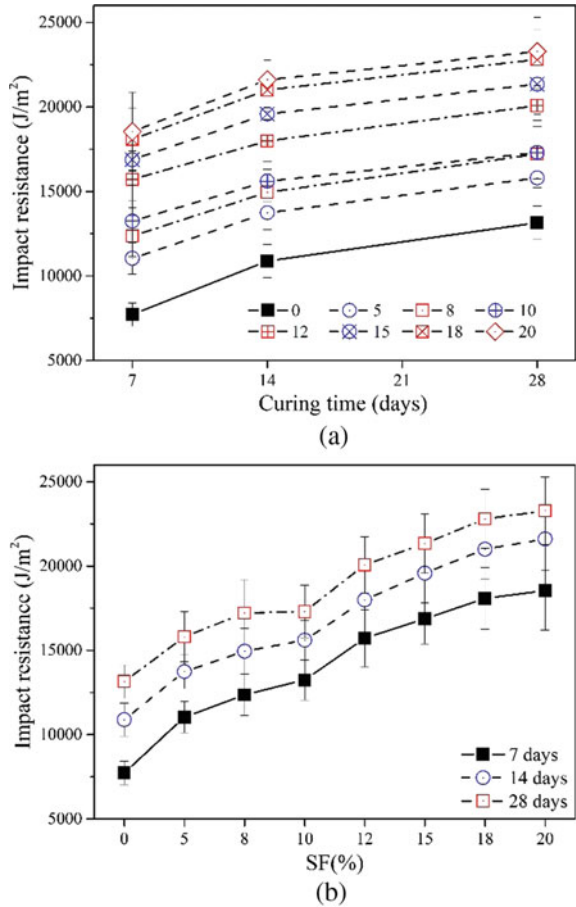 25000
20000
15000
10000
5000
Impact resistance (J/m²)
0 5 8 10
12 15 18 20
7 14 21 28
Curing time (days)
(a)
25000
20000
15000
10000
5000
Impact resistance (J/m²)
7 days
14 days
28 days
0 5 8 10 12 15 18 20
SF(%)
(b)